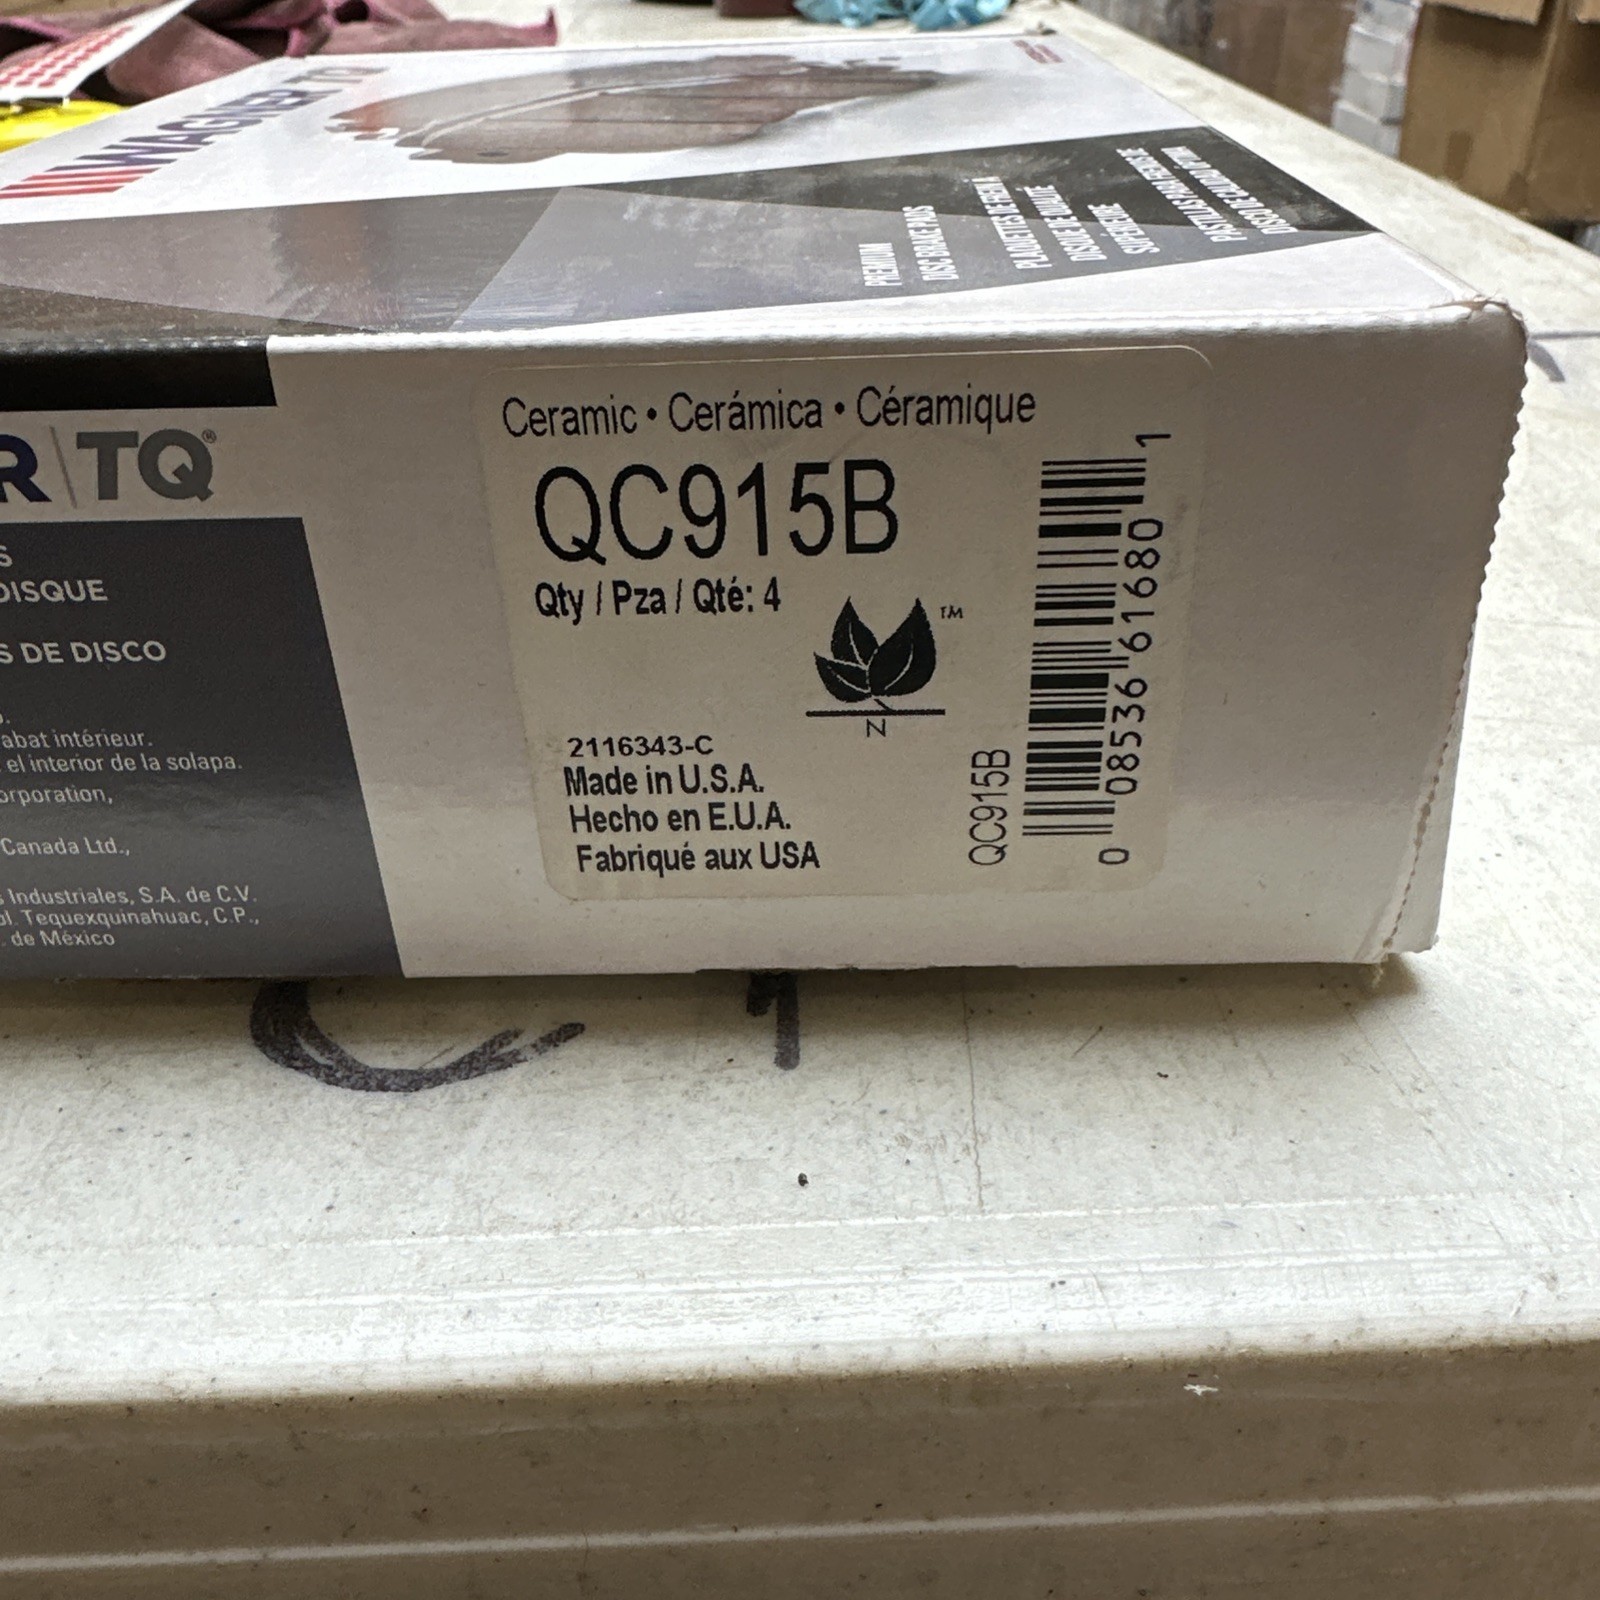 WAGNER TQ
PREMIUM
DISC BRAKE PADS
PLAQUETTES DE FREIN À
DISQUE DE QUALITÉ
SUPÉRIEURE
PASTILLAS PARA FRENOS DE
DISCO DE CALIDAD ÓPTIMA
R TQ®
S
DISQUE
S DE DISCO
abat intérieur.
el interior de la solapa.
orporation,
Canada Ltd.,
s Industriales, S.A. de C.V.
ol. Tequexquinahuac, C.P.,
. de México
Ceramic • Cerámica • Céramique
QC915B
Qty / Pza / Qté: 4
TM
N
2116343-C
Made in U.S.A.
Hecho en E.U.A.
Fabriqué aux USA
QC915B
0 08536 61680 1